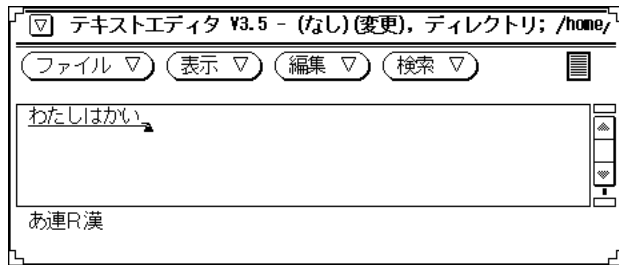 テキストエディタ V3.5 - (なし)(変更), ディレクトリ; /home/
ファイル 表示 編集 検索
わたしはかい
あ連R漢